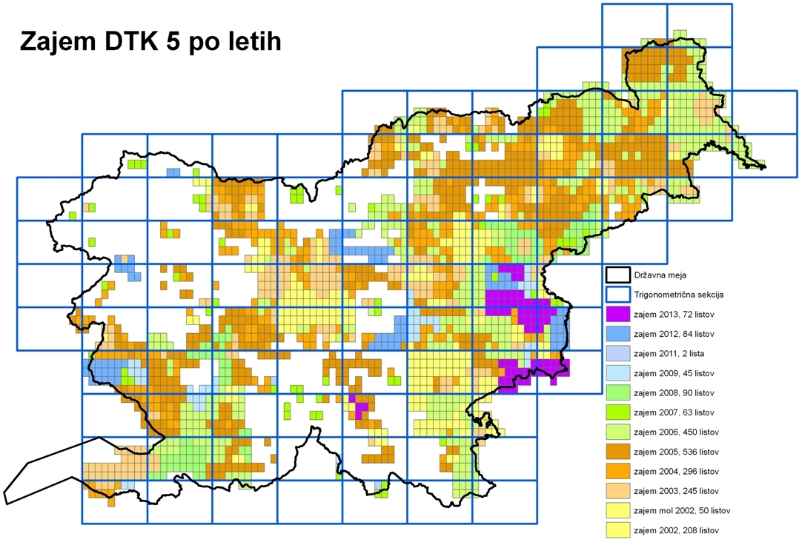 Zajem DTK 5 po letih
Državna meja
Trigonometrična sekcija
zajem 2013, 72 listov
zajem 2012, 84 listov
zajem 2011, 2 lista
zajem 2009, 45 listov
zajem 2008, 90 listov
zajem 2007, 63 listov
zajem 2006, 450 listov
zajem 2005, 536 listov
zajem 2004, 296 listov
zajem 2003, 245 listov
zajem mol 2002, 50 listov
zajem 2002, 208 listov